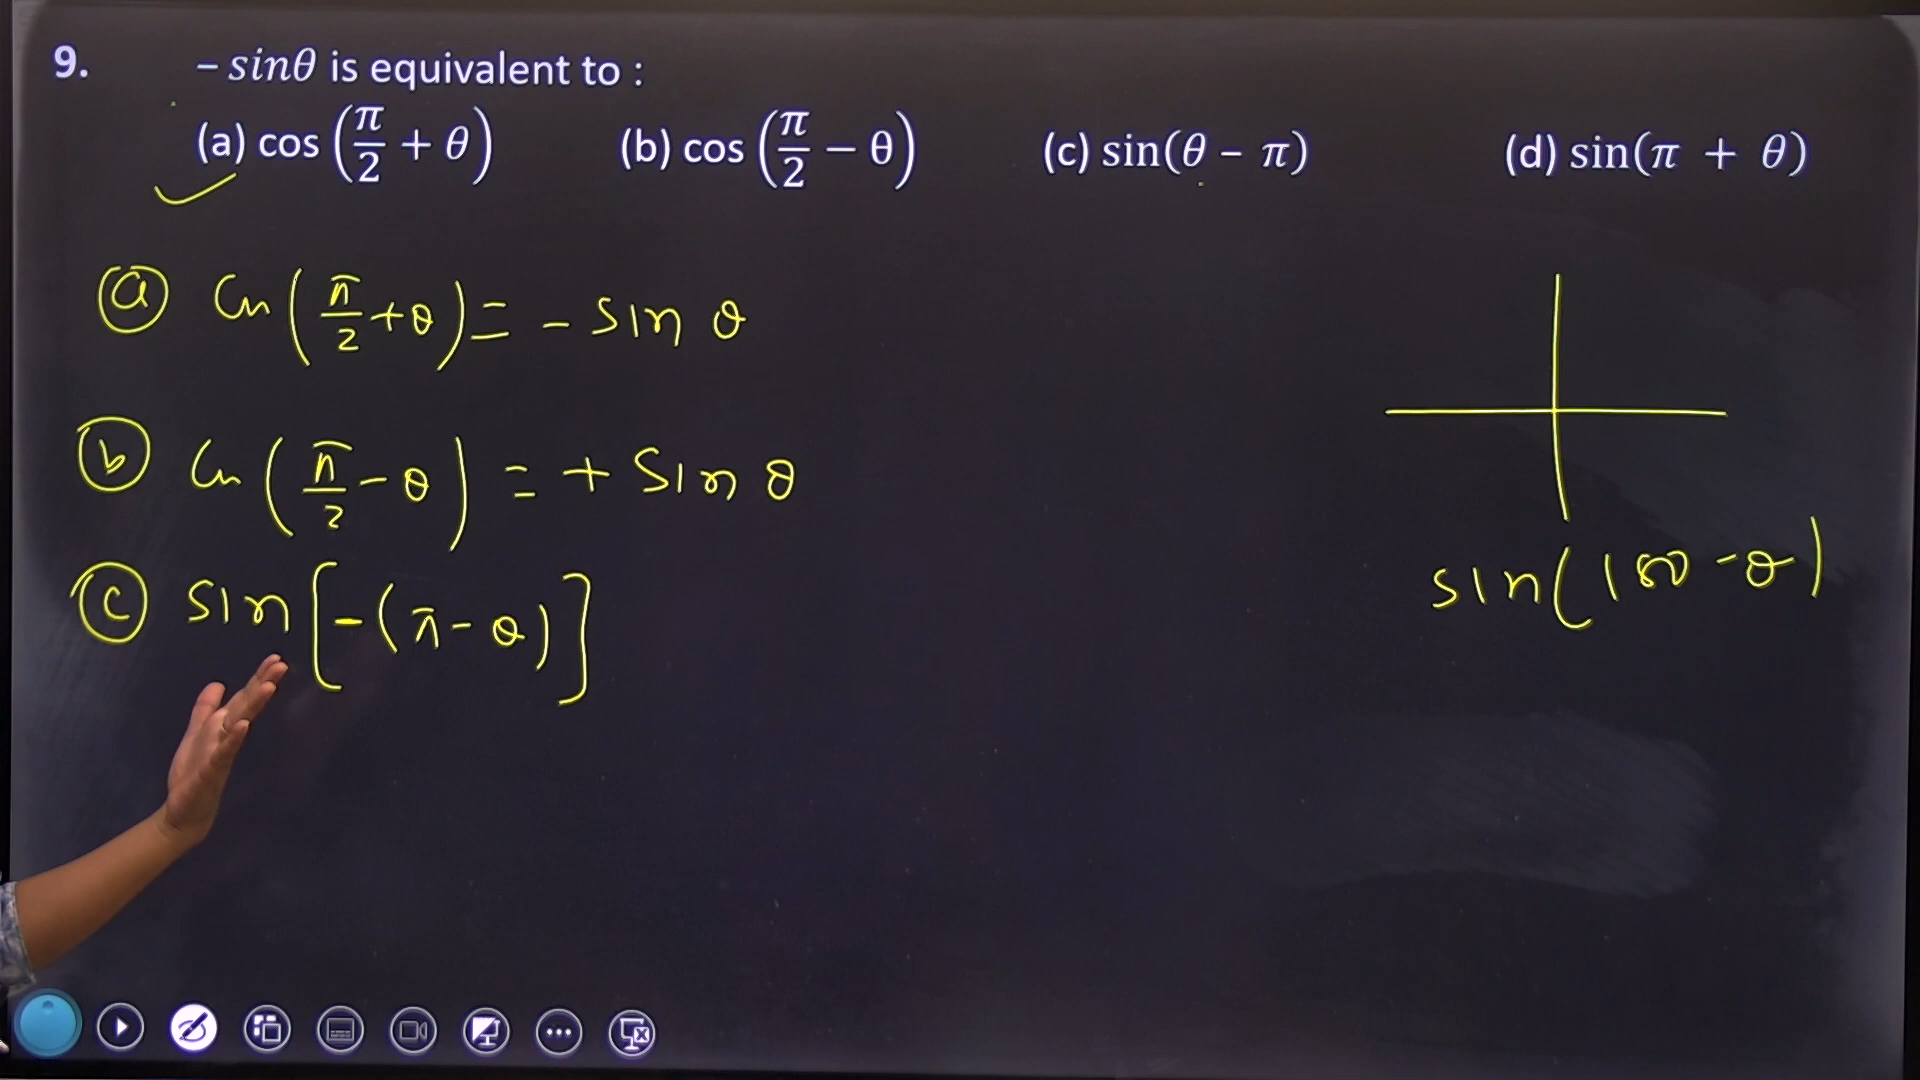 9. – sinθ is equivalent to :
(a) cos (π/2 + θ) (b) cos (π/2 − θ) (c) sin(θ – π) (d) sin(π + θ)
(a) cos (π/2 + θ) = - sin θ
(b) cos (π/2 - θ) = + sin θ
(c) sin [-(π - θ)]
sin(180 - θ)